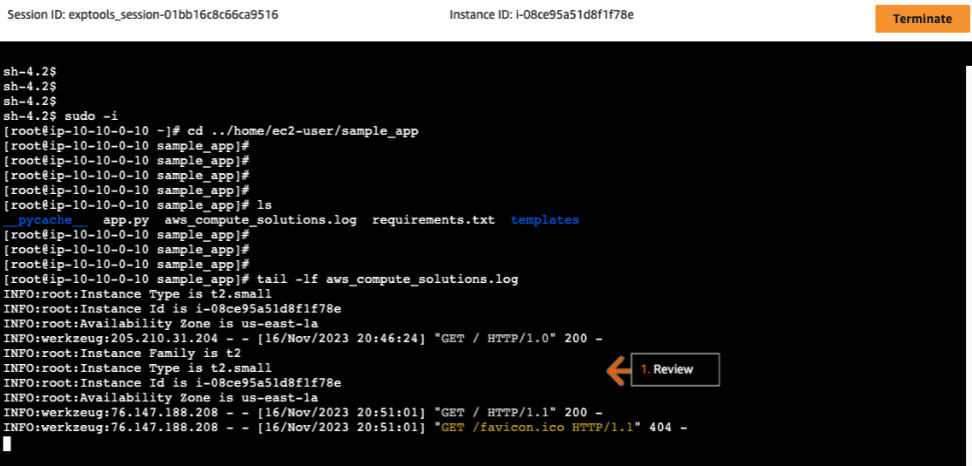 Session ID: exptools_session-01bb16c8c66ca9516 Instance ID: i-08ce95a51d8f1f78e Terminate
sh-4.2$
sh-4.2$
sh-4.2$
sh-4.2$ sudo -i
[root@ip-10-10-0-10 ~]# cd ../home/ec2-user/sample_app
[root@ip-10-10-0-10 sample_app]#
[root@ip-10-10-0-10 sample_app]#
[root@ip-10-10-0-10 sample_app]#
[root@ip-10-10-0-10 sample_app]#
[root@ip-10-10-0-10 sample_app]# ls
__pycache__ app.py aws_compute_solutions.log requirements.txt templates
[root@ip-10-10-0-10 sample_app]#
[root@ip-10-10-0-10 sample_app]#
[root@ip-10-10-0-10 sample_app]#
[root@ip-10-10-0-10 sample_app]# tail -lf aws_compute_solutions.log
INFO:root:Instance Type is t2.small
INFO:root:Instance Id is i-08ce95a51d8f1f78e
INFO:root:Availability Zone is us-east-1a
INFO:werkzeug:205.210.31.204 - - [16/Nov/2023 20:46:24] "GET / HTTP/1.0" 200 -
INFO:root:Instance Family is t2
INFO:root:Instance Type is t2.small
1. Review
INFO:root:Instance Id is i-08ce95a51d8f1f78e
INFO:root:Availability Zone is us-east-1a
INFO:werkzeug:76.147.188.208 - - [16/Nov/2023 20:51:01] "GET / HTTP/1.1" 200 -
INFO:werkzeug:76.147.188.208 - - [16/Nov/2023 20:51:01] "GET /favicon.ico HTTP/1.1" 404 -